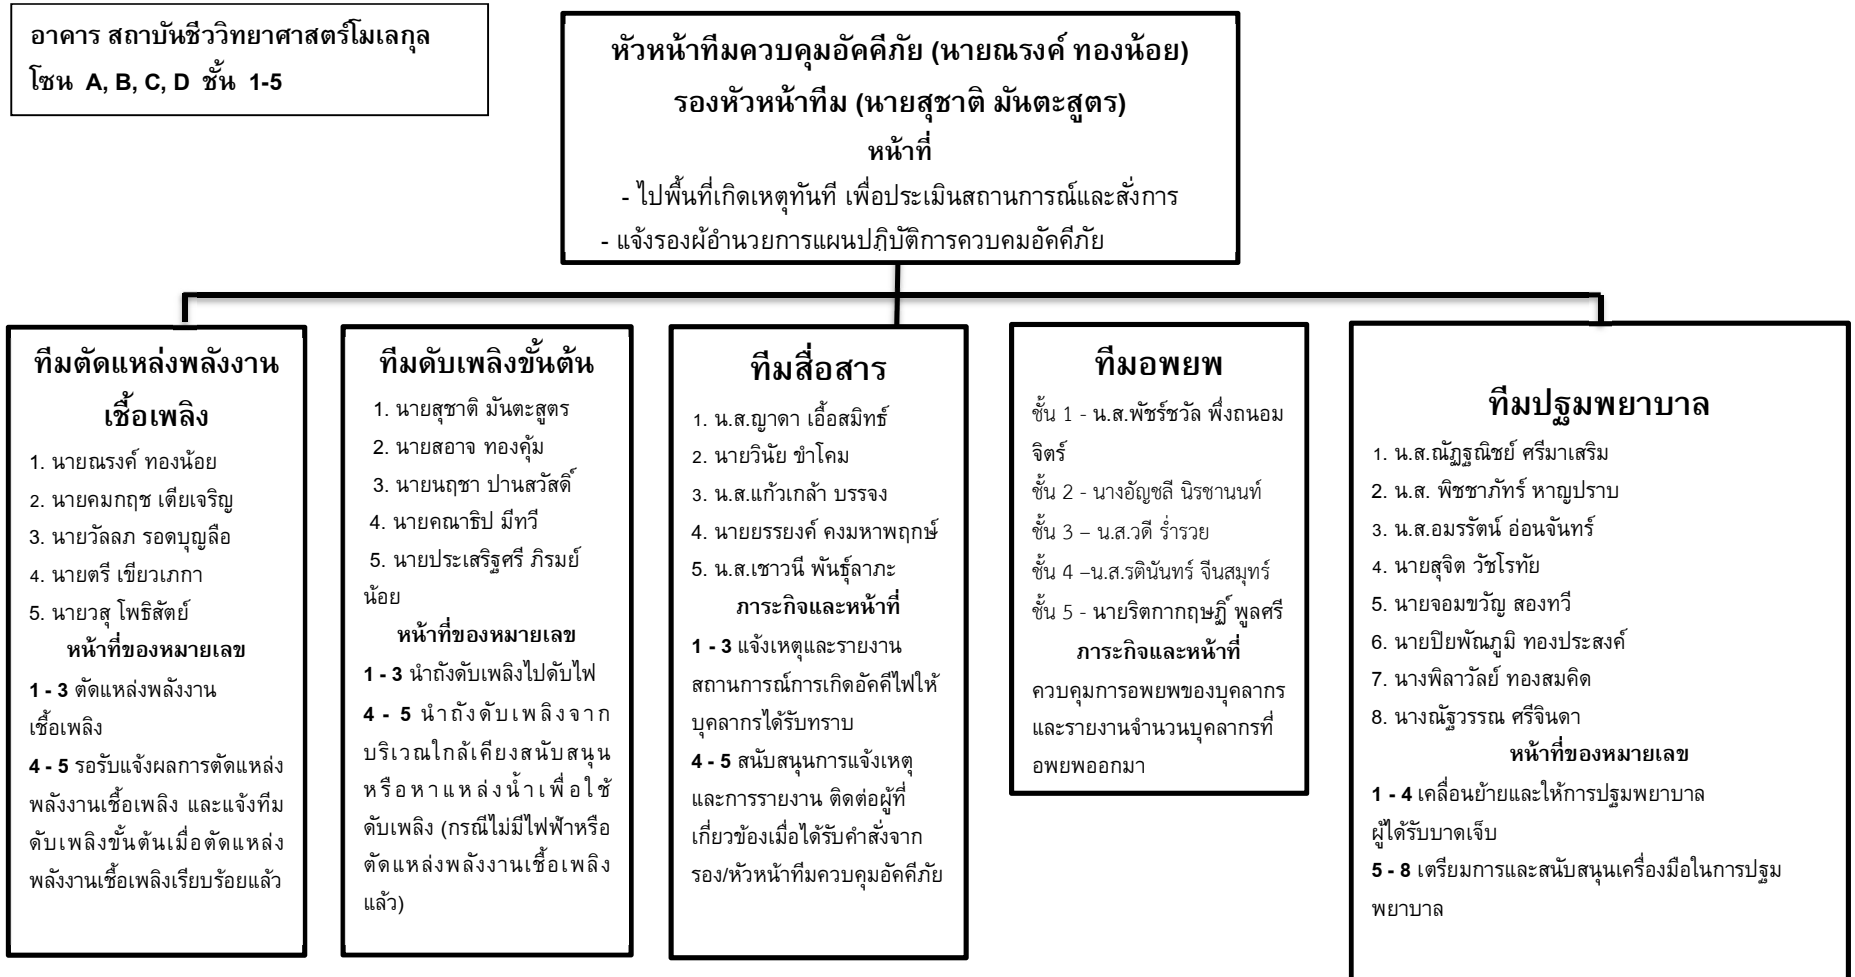 อาคาร สถาบันชีววิทยาศาสตร์โมเลกุล
โซน A, B, C, D ชั้น 1-5
หัวหน้าทีมควบคุมอัคคีภัย (นายณรงค์ ทองน้อย)
รองหัวหน้าทีม (นายสุชาติ มันตะสูตร)
หน้าที่
- ไปพื้นที่เกิดเหตุทันที เพื่อประเมินสถานการณ์และสั่งการ
- แจ้งรองผู้อำนวยการแผนปฏิบัติการควบคุมอัคคีภัย
ทีมตัดแหล่งพลังงาน
เชื้อเพลิง
1. นายณรงค์ ทองน้อย
2. นายคมกฤช เตียเจริญ
3. นายวัลลภ รอดบุญลือ
4. นายตรี เขียวเภกา
5. นายวสุ โพธิสัตย์
หน้าที่ของหมายเลข
1 - 3 ตัดแหล่งพลังงาน
เชื้อเพลิง
4 - 5 รอรับแจ้งผลการตัดแหล่ง
พลังงานเชื้อเพลิง และแจ้งทีม
ดับเพลิงขั้นต้นเมื่อตัดแหล่ง
พลังงานเชื้อเพลิงเรียบร้อยแล้ว
ทีมดับเพลิงขั้นต้น
1. นายสุชาติ มันตะสูตร
2. นายสอาจ ทองคุ้ม
3. นายนฤชา ปานสวัสดิ์
4. นายคณาธิป มีทวี
5. นายประเสริฐศรี ภิรมย์
น้อย
หน้าที่ของหมายเลข
1 - 3 นำถังดับเพลิงไปดับไฟ
4 - 5 นำถังดับเพลิงจาก
บริเวณใกล้เคียงสนับสนุน
หรือหาแหล่งน้ำเพื่อใช้
ดับเพลิง (กรณีไม่มีไฟฟ้าหรือ
ตัดแหล่งพลังงานเชื้อเพลิง
แล้ว)
ทีมสื่อสาร
1. น.ส.ญาดา เอื้อสมิทธ์
2. นายวินัย ขำโคม
3. น.ส.แก้วเกล้า บรรจง
4. นายยรรยงค์ คงมหาพฤกษ์
5. น.ส.เชาวนี พันธุ์ลาภะ
ภาระกิจและหน้าที่
1 - 3 แจ้งเหตุและรายงาน
สถานการณ์การเกิดอัคคีไฟให้
บุคลากรได้รับทราบ
4 - 5 สนับสนุนการแจ้งเหตุ
และการรายงาน ติดต่อผู้ที่
เกี่ยวข้องเมื่อได้รับคำสั่งจาก
รอง/หัวหน้าทีมควบคุมอัคคีภัย
ทีมอพยพ
ชั้น 1 - น.ส.พัชร์ชวัล พึ่งถนอม
จิตร์
ชั้น 2 - นางอัญชลี นิรชานนท์
ชั้น 3 – น.ส.วดี ร่ำรวย
ชั้น 4 –น.ส.รตินันทร์ จีนสมุทร์
ชั้น 5 - นายริตกากฤษฏิ์ พูลศรี
ภาระกิจและหน้าที่
ควบคุมการอพยพของบุคลากร
และรายงานจำนวนบุคลากรที่
อพยพออกมา
ทีมปฐมพยาบาล
1. น.ส.ณัฏฐณิชย์ ศรีมาเสริม
2. น.ส. พิชชาภัทร์ หาญปราบ
3. น.ส.อมรรัตน์ อ่อนจันทร์
4. นายสุจิต วัชโรทัย
5. นายจอมขวัญ สองทวี
6. นายปิยพัณภูมิ ทองประสงค์
7. นางพิลาวัลย์ ทองสมคิด
8. นางณัฐวรรณ ศรีจินดา
หน้าที่ของหมายเลข
1 - 4 เคลื่อนย้ายและให้การปฐมพยาบาล
ผู้ได้รับบาดเจ็บ
5 - 8 เตรียมการและสนับสนุนเครื่องมือในการปฐม
พยาบาล